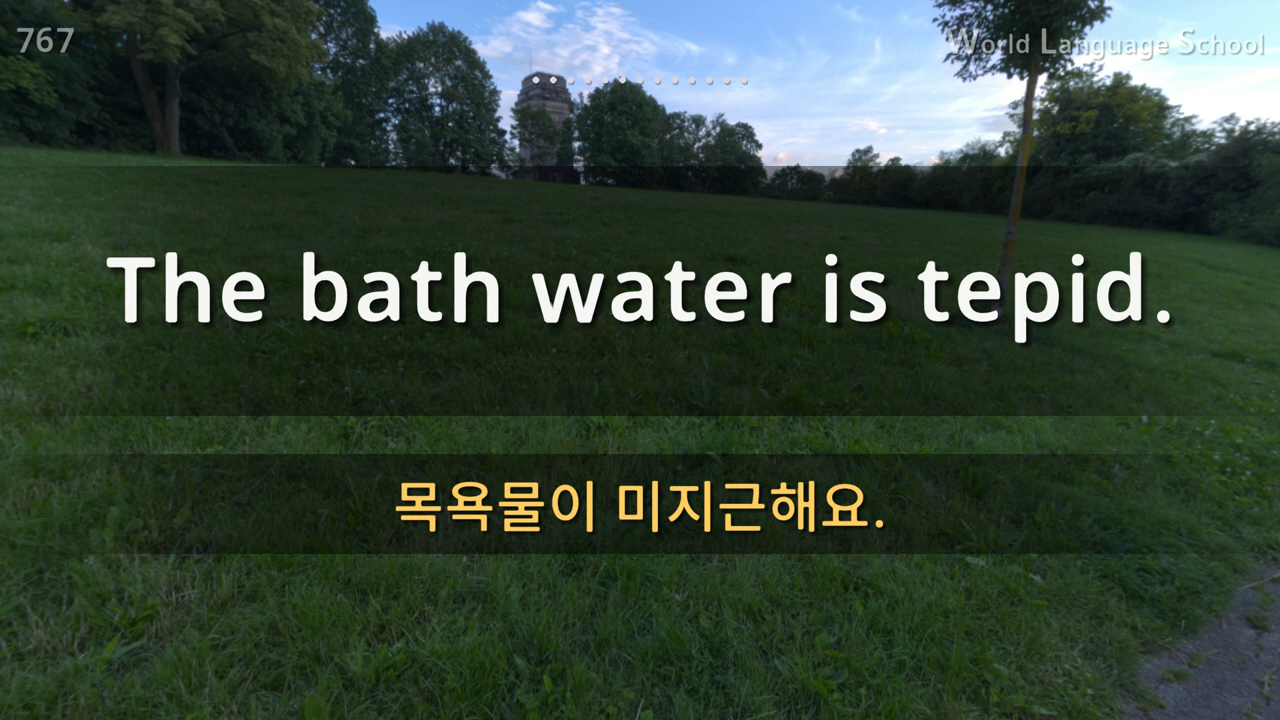 767
World Language School
The bath water is tepid.
목욕물이 미지근해요.